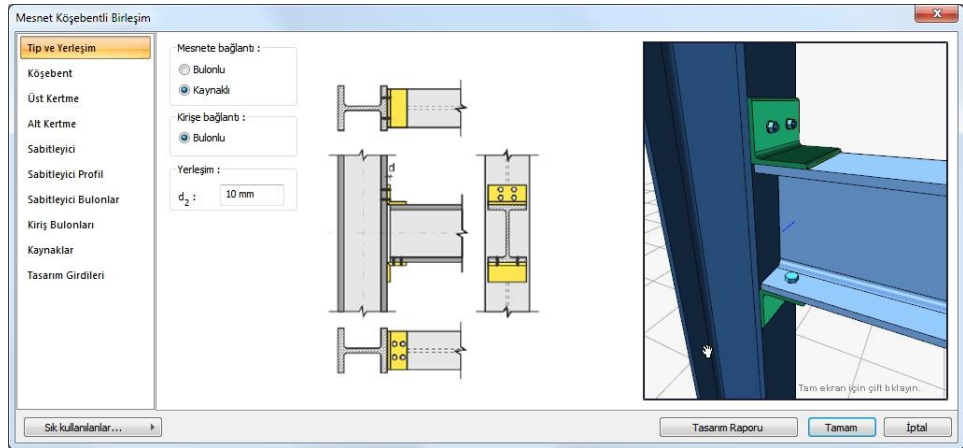 Mesnet Köşebentli Birleşim
Tip ve Yerleşim
Köşebent
Üst Kertme
Alt Kertme
Sabitleyici
Sabitleyici Profil
Sabitleyici Bulonlar
Kiriş Bulonları
Kaynaklar
Tasarım Girdileri
Mesnete bağlantı :
Bulonlu
Kaynaklı
Kirişe bağlantı :
Bulonlu
Yerleşim :
d2 : 10 mm
d
Tam ekran için çift tıklayın.
Sık kullanılanlar...
Tasarım Raporu
Tamam
İptal